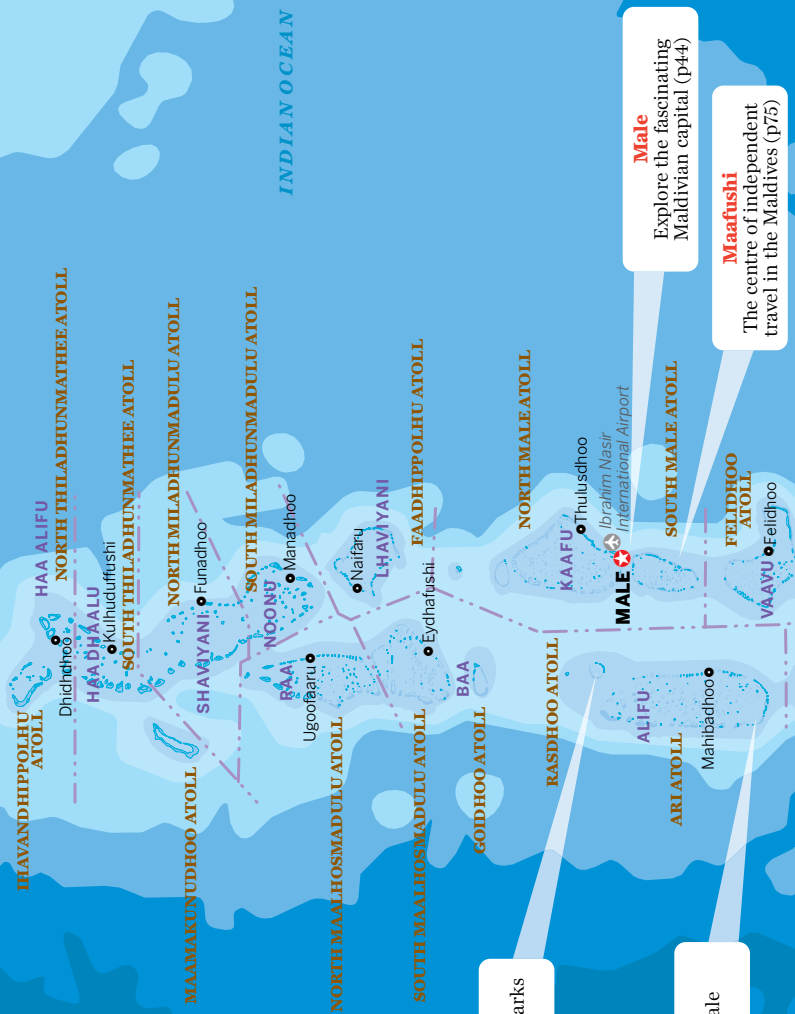 INDIAN OCEAN
IHAVANDHIPPOLHU
ATOLL
HAA ALIFU
NORTH THILADHUNMATHEE ATOLL
Dhidhdhoo
HAADHAALU
Kulhuduffushi
SOUTH THILADHUNMATHEE ATOLL
MAAMAKUNUDHOO ATOLL
NORTH MILADHUNMADULU ATOLL
SHAVIYANI
Funadhoo
SOUTH MILADHUNMADULU ATOLL
NOONU
Manadhoo
RAA
Ugoofaaru
NORTH MAALHOSMADULU ATOLL
Naifaru
LHAVIYANI
FAADHIPPOLHU ATOLL
SOUTH MAALHOSMADULU ATOLL
Eydhafushi
BAA
GOIDHOO ATOLL
NORTH MALE ATOLL
RASDHOO ATOLL
KAAFU
Thulusdhoo
Ibrahim Nasir
International Airport
MALE
ALIFU
ARI ATOLL
Mahibadhoo
SOUTH MALE ATOLL
FELIDHOO
ATOLL
VAAVU
Felidhoo
Male
Explore the fascinating
Maldivian capital (p44)
Maafushi
The centre of independent
travel in the Maldives (p75)
arks
ale